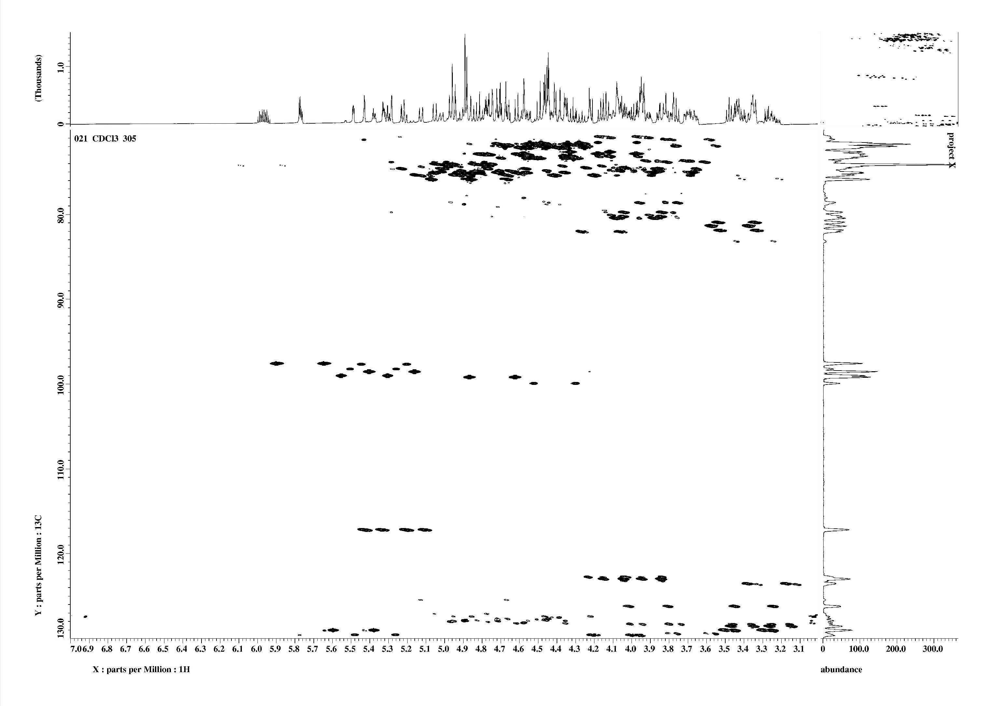 (Thousands)
1.0
0
021 CDCl3 305
project X
80.0
90.0
100.0
110.0
120.0
130.0
Y : parts per Million : 13C
7.0 6.9 6.8 6.7 6.6 6.5 6.4 6.3 6.2 6.1 6.0 5.9 5.8 5.7 5.6 5.5 5.4 5.3 5.2 5.1 5.0 4.9 4.8 4.7 4.6 4.5 4.4 4.3 4.2 4.1 4.0 3.9 3.8 3.7 3.6 3.5 3.4 3.3 3.2 3.1
0 100.0 200.0 300.0
X : parts per Million : 1H
abundance